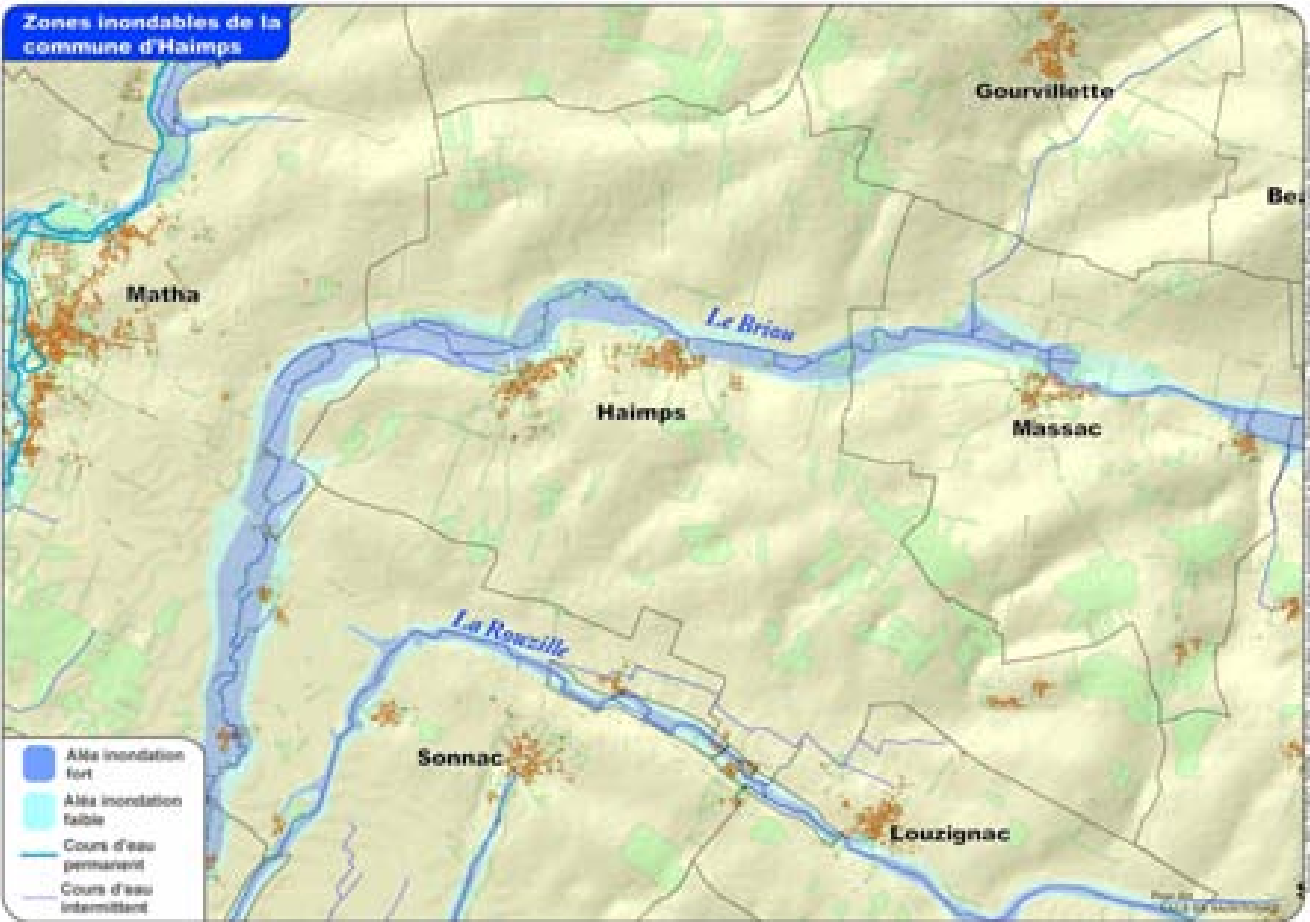 Zones inondables de la
commune d'Haimps
Gourvillette
Matha
Le Briou
Haimps
Massac
La Rouzille
Sonnac
Louzignac
Aléa inondation
fort
Aléa inondation
faible
Cours d'eau
permanent
Cours d'eau
intermittent